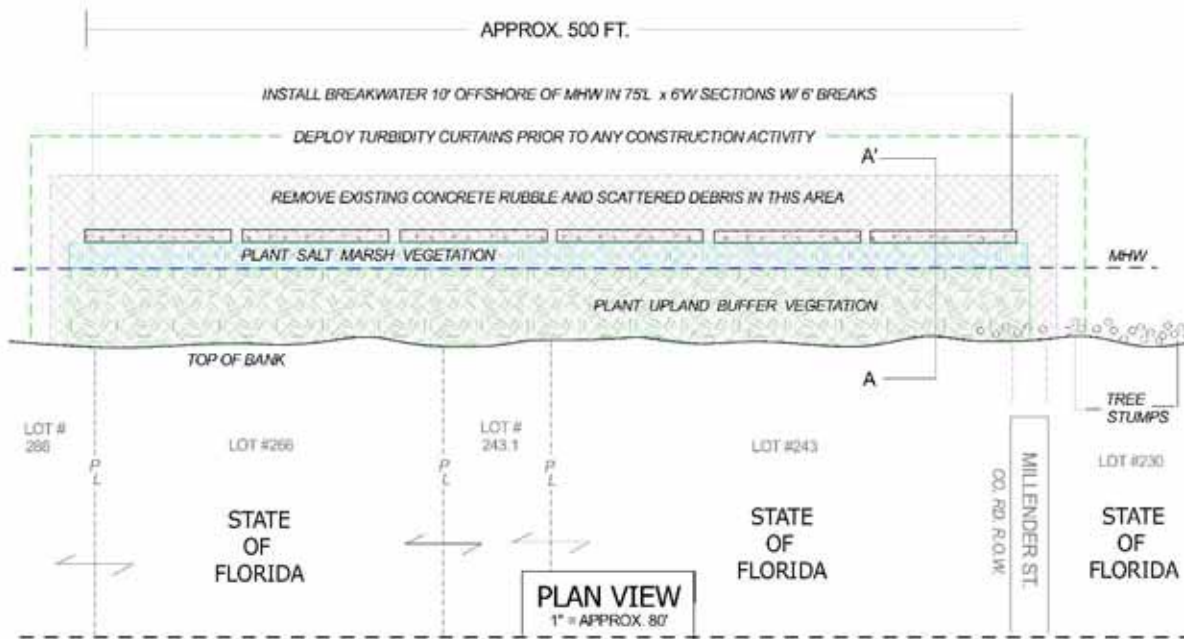 APPROX. 500 FT.
INSTALL BREAKWATER 10' OFFSHORE OF MHW IN 75'L x 6'W SECTIONS W/ 6' BREAKS
DEPLOY TURBIDITY CURTAINS PRIOR TO ANY CONSTRUCTION ACTIVITY
A'
REMOVE EXISTING CONCRETE RUBBLE AND SCATTERED DEBRIS IN THIS AREA
PLANT SALT MARSH VEGETATION
MHW
PLANT UPLAND BUFFER VEGETATION
TOP OF BANK
A
TREE
STUMPS
LOT #
LOT #266
LOT #
243.1
LOT #243
LOT #230
PL
PL
PL
MILLENDER ST.
CO. RD. R.O.W.
STATE
OF
FLORIDA
STATE
OF
FLORIDA
STATE
OF
FLORIDA
PLAN VIEW
1" = APPROX. 80'